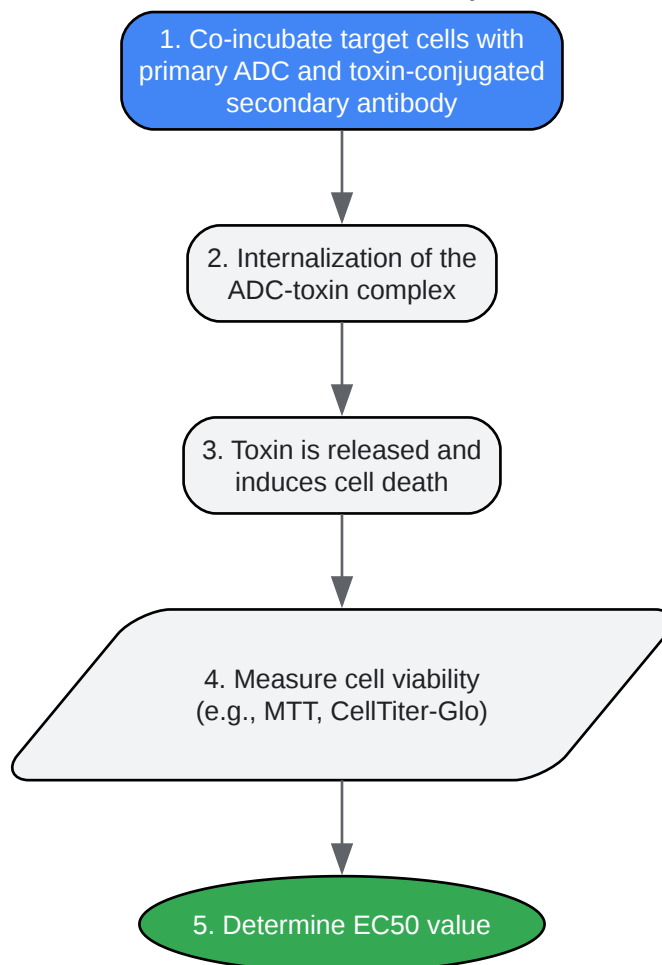 1. Co-incubate target cells with
primary ADC and toxin-conjugated
secondary antibody
2. Internalization of the
ADC-toxin complex
3. Toxin is released and
induces cell death
4. Measure cell viability
(e.g., MTT, CellTiter-Glo)
5. Determine EC50 value